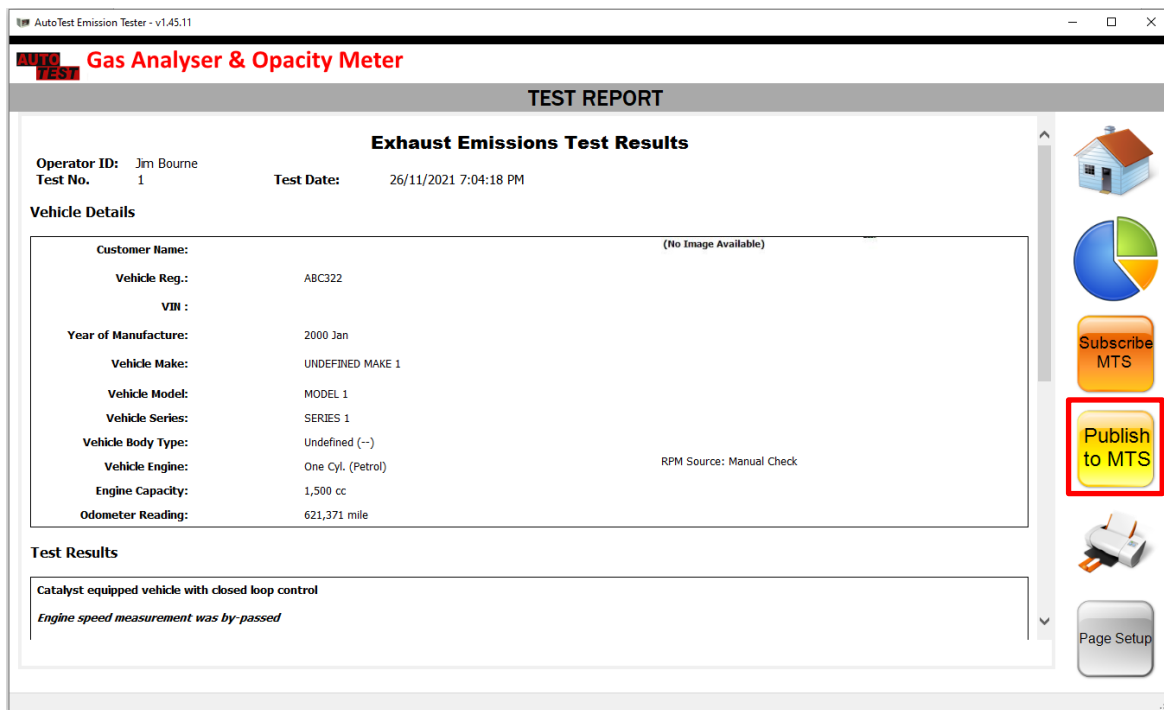 AutoTest Emission Tester - v1.45.11
AUTO TEST Gas Analyser & Opacity Meter
TEST REPORT
Exhaust Emissions Test Results
Operator ID: Jim Bourne
Test No. 1 Test Date: 26/11/2021 7:04:18 PM
Vehicle Details
Customer Name: (No Image Available)
Vehicle Reg.: ABC322
VIN :
Year of Manufacture: 2000 Jan
Vehicle Make: UNDEFINED MAKE 1
Vehicle Model: MODEL 1
Vehicle Series: SERIES 1
Vehicle Body Type: Undefined (--)
Vehicle Engine: One Cyl. (Petrol) RPM Source: Manual Check
Engine Capacity: 1,500 cc
Odometer Reading: 621,371 mile
Test Results
Catalyst equipped vehicle with closed loop control
Engine speed measurement was by-passed
Subscribe
MTS
Publish
to MTS
Page Setup